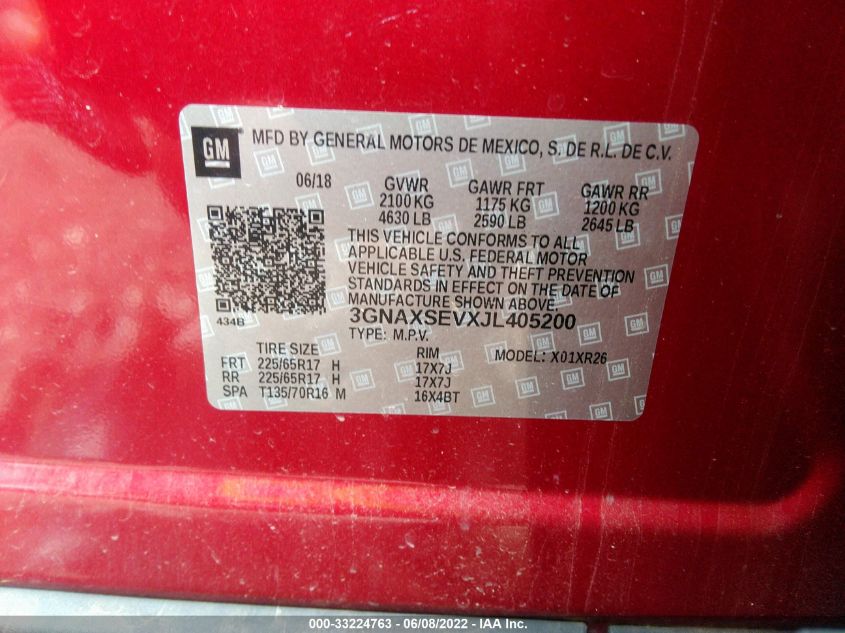 GM
MFD BY GENERAL MOTORS DE MEXICO, S. DE R.L. DE C.V.
06/18 GVWR GAWR FRT GAWR RR
2100 KG 1175 KG 1200 KG
4630 LB 2590 LB 2645 LB
THIS VEHICLE CONFORMS TO ALL
APPLICABLE U.S. FEDERAL MOTOR
VEHICLE SAFETY AND THEFT PREVENTION
STANDARDS IN EFFECT ON THE DATE OF
MANUFACTURE SHOWN ABOVE.
434B
3GNAXSEVXJL405200
TYPE: M.P.V.
MODEL: X01XR26
TIRE SIZE RIM
FRT 225/65R17 H 17X7J
RR 225/65R17 H 17X7J
SPA T135/70R16 M 16X4BT
000-33224763 - 06/08/2022 - IAA Inc.